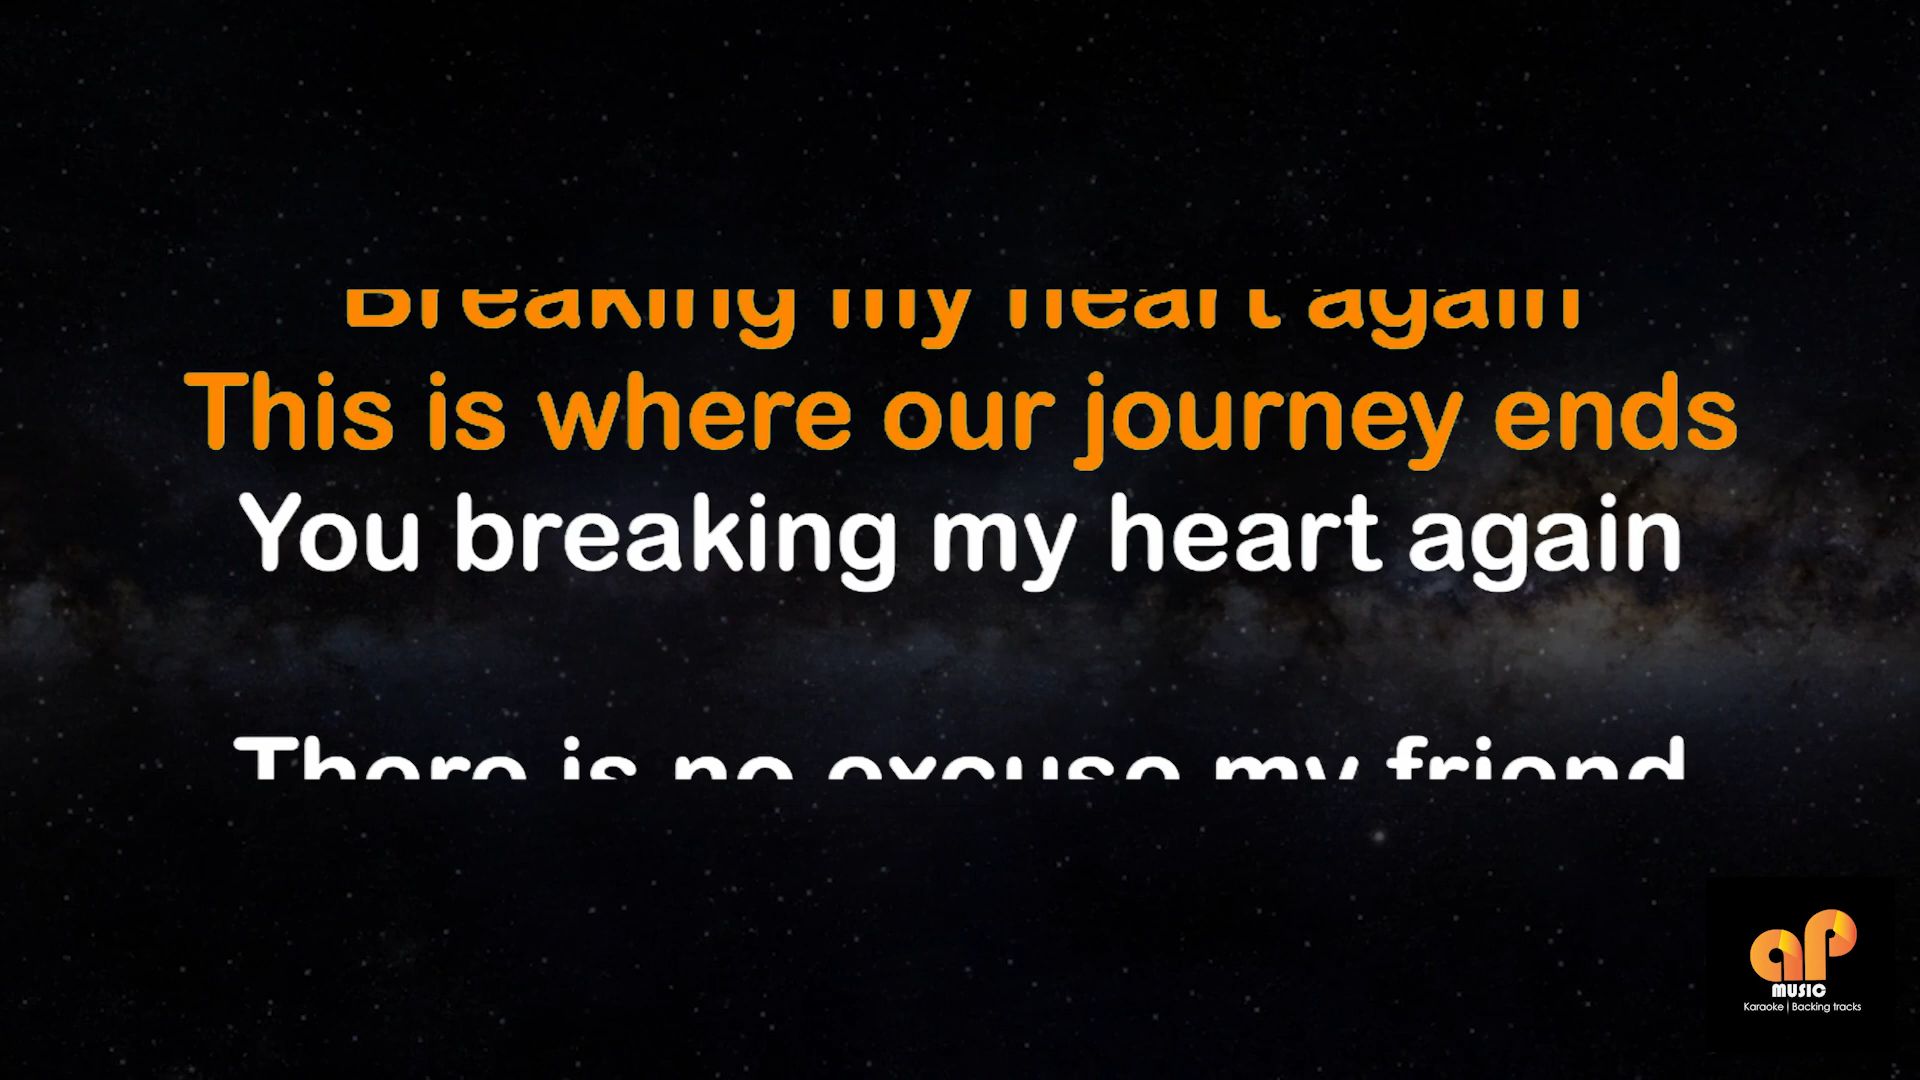 Breaking my heart again
This is where our journey ends
You breaking my heart again
There is no excuse my friend
aP
MUSIC
Karaoke | Backing tracks